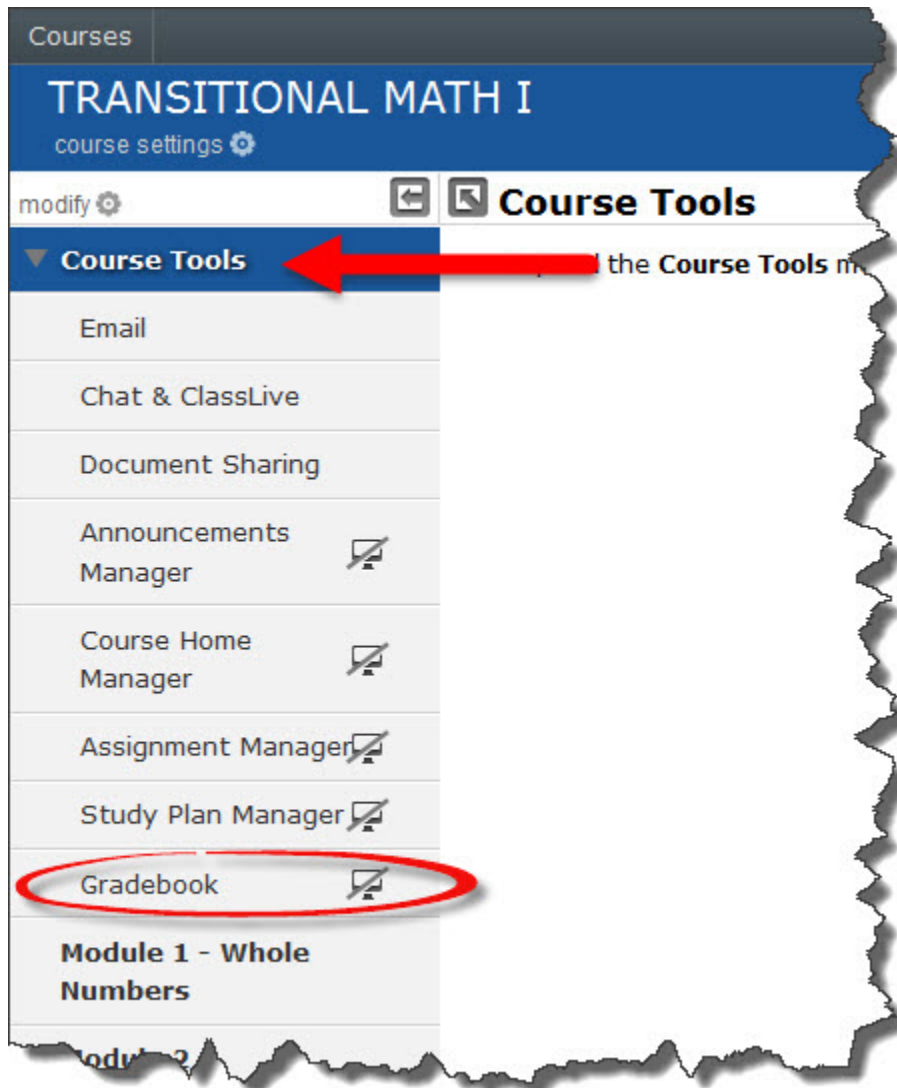 Courses
TRANSITIONAL MATH I
course settings
modify
Course Tools
Course Tools
the Course Tools
Email
Chat & ClassLive
Document Sharing
Announcements
Manager
Course Home
Manager
Assignment Manager
Study Plan Manager
Gradebook
Module 1 - Whole
Numbers